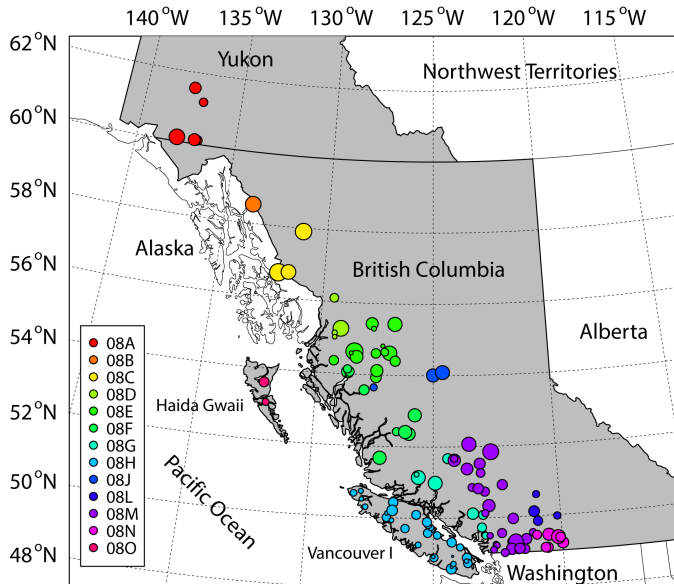 140°W 135°W 130°W 125°W 120°W 115°W
62°N
60°N
58°N
56°N
54°N
52°N
50°N
48°N
Yukon
Northwest Territories
Alaska
British Columbia
Alberta
Haida Gwaii
Pacific Ocean
Vancouver I
Washington
08A
08B
08C
08D
08E
08F
08G
08H
08J
08L
08M
08N
08O